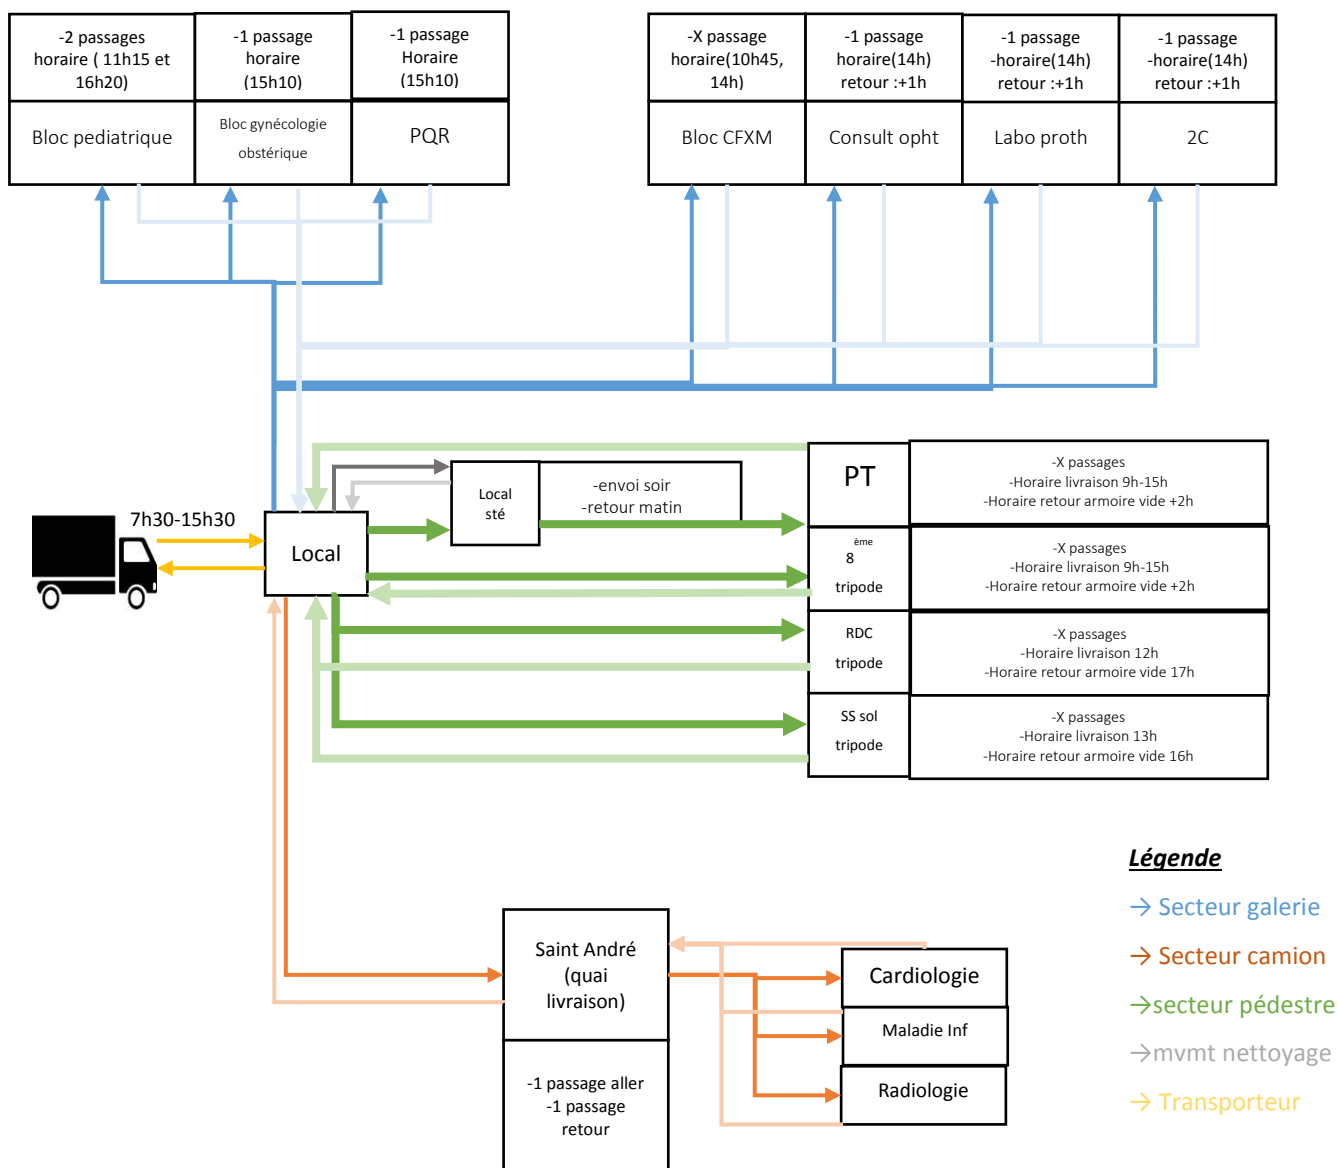 -2 passages
horaire ( 11h15 et
16h20)
-1 passage
horaire
(15h10)
-1 passage
Horaire
(15h10)
-X passage
horaire(10h45,
14h)
-1 passage
horaire(14h)
retour :+1h
-1 passage
-horaire(14h)
retour :+1h
-1 passage
-horaire(14h)
retour :+1h
Bloc pediatrique
Bloc gynécologie
obstérique
PQR
Bloc CFXM
Consult opht
Labo proth
2C
7h30-15h30
Local
Local
sté
-envoi soir
-retour matin
PT
-X passages
-Horaire livraison 9h-15h
-Horaire retour armoire vide +2h
8ème
tripode
-X passages
-Horaire livraison 9h-15h
-Horaire retour armoire vide +2h
RDC
tripode
-X passages
-Horaire livraison 12h
-Horaire retour armoire vide 17h
SS sol
tripode
-X passages
-Horaire livraison 13h
-Horaire retour armoire vide 16h
Saint André
(quai
livraison)
-1 passage aller
-1 passage
retour
Cardiologie
Maladie Inf
Radiologie
Légende
→ Secteur galerie
→ Secteur camion
→secteur pédestre
→mvmt nettoyage
→ Transporteur